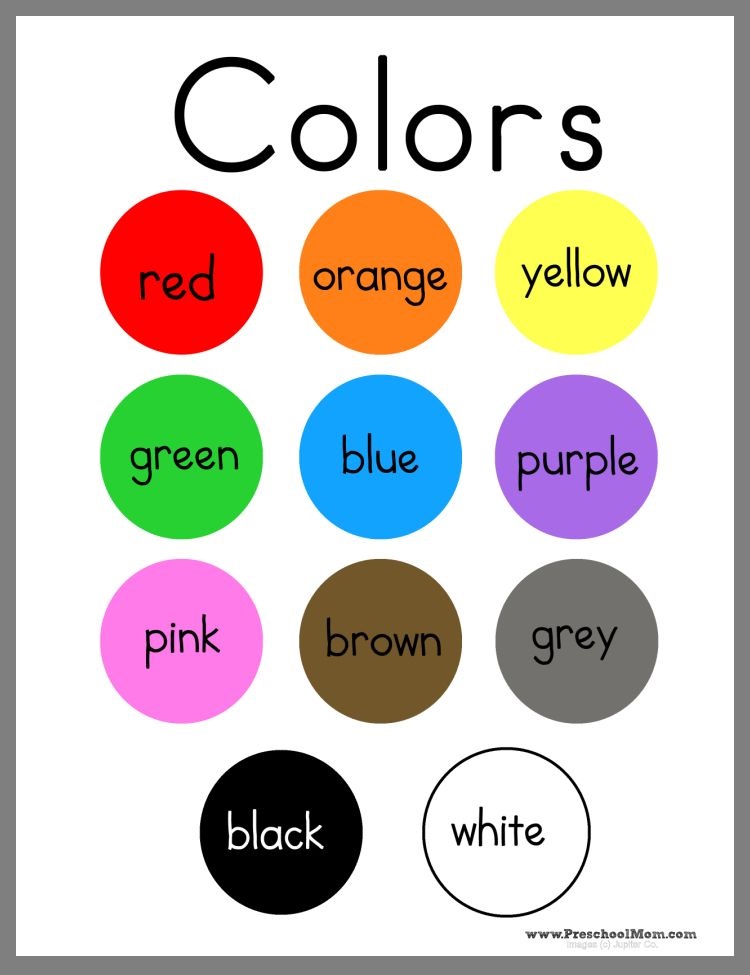 Colors
red orange yellow
green blue purple
pink brown grey
black white
www.PreschoolMom.com
Images (c) Jupiter Co.